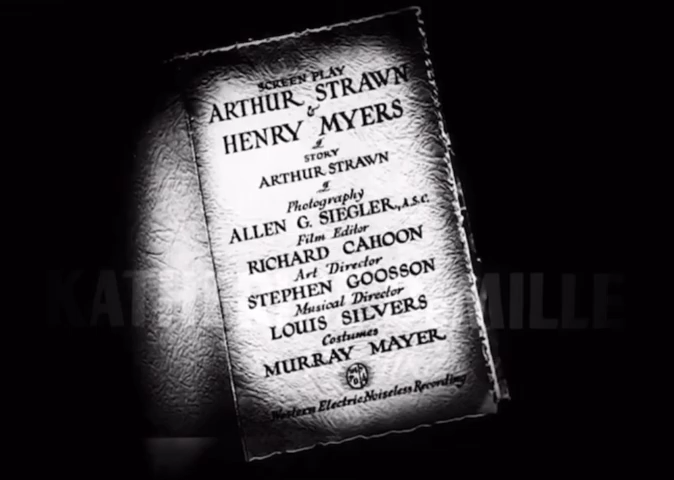 SCREEN PLAY
ARTHUR STRAWN
&
HENRY MYERS
STORY
ARTHUR STRAWN
Photography
ALLEN G. SIEGLER, A.S.C.
Film Editor
RICHARD CAHOON
Art Director
STEPHEN GOOSSON
Musical Director
LOUIS SILVERS
Costumes
MURRAY MAYER
Western Electric Noiseless Recording